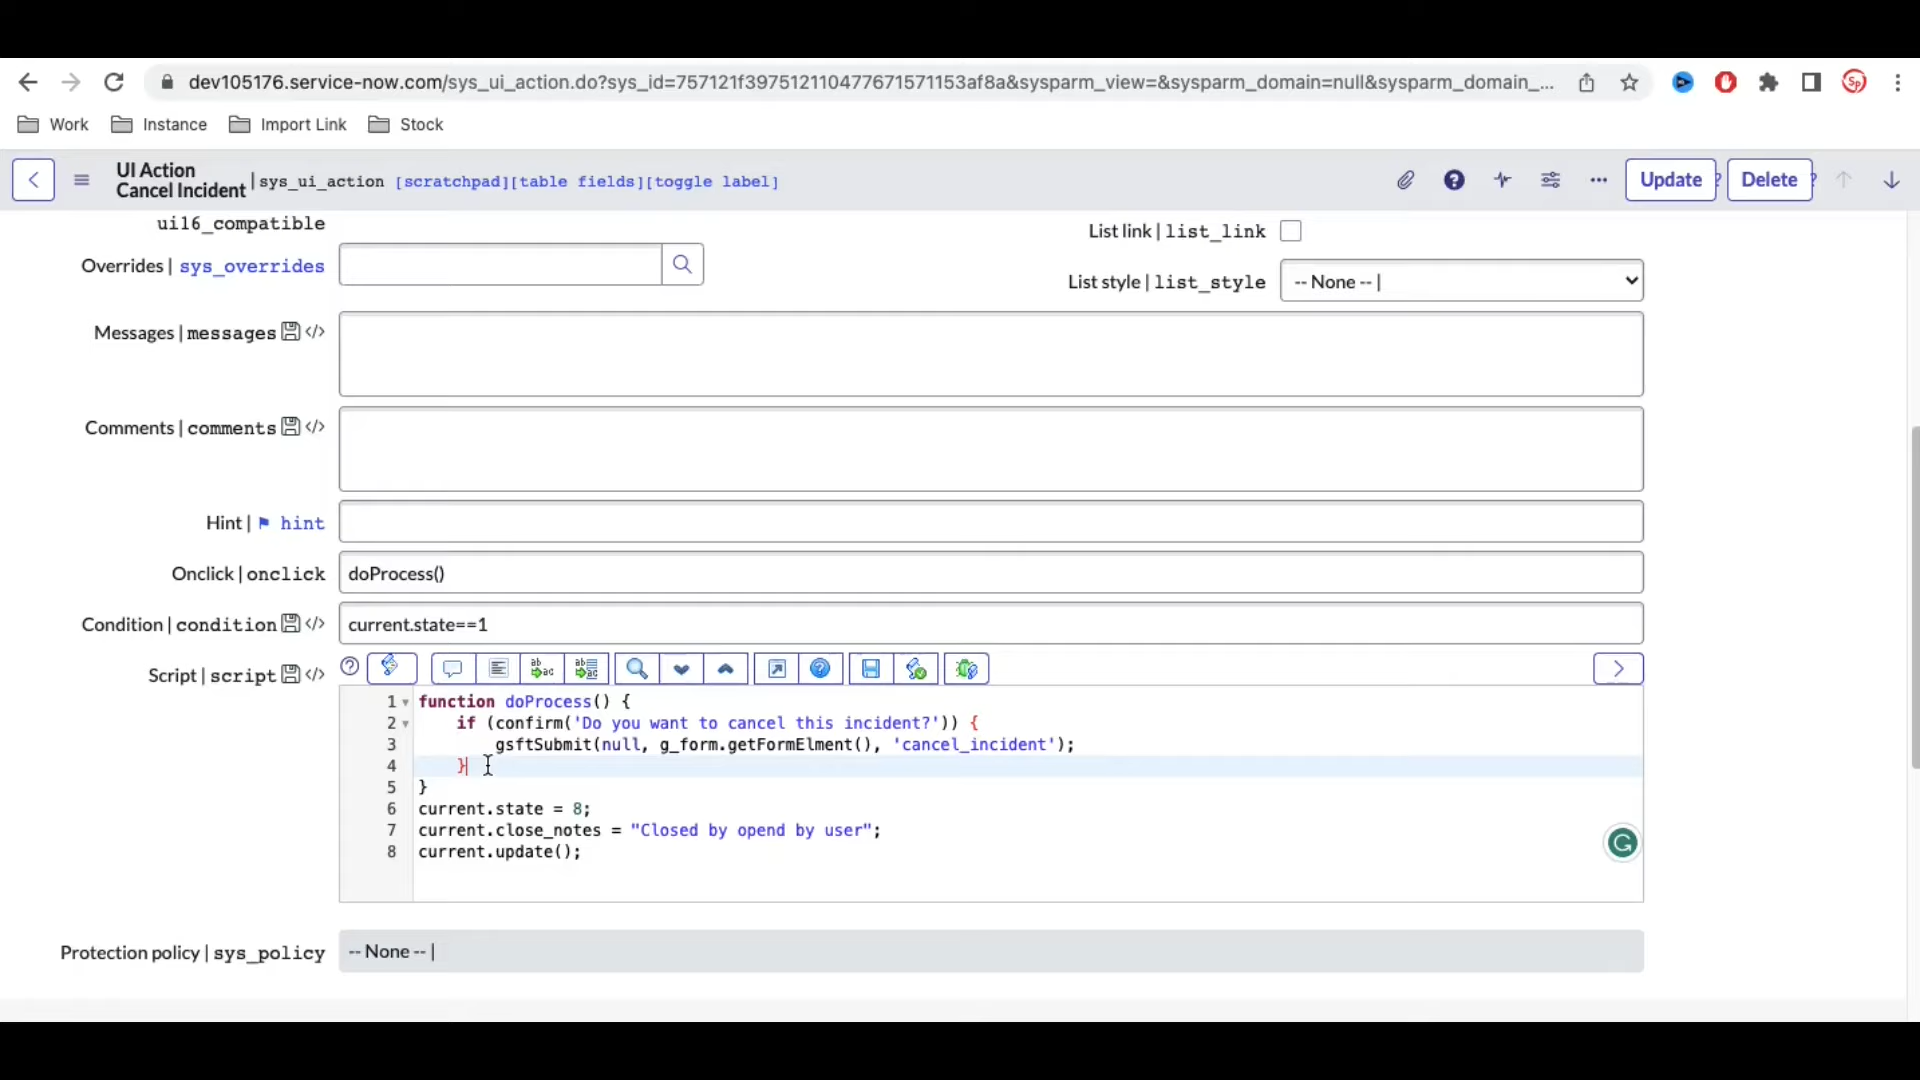 dev105176.service-now.com/sys_ui_action.do?sys_id=757121f397512110477671571153af8a&sysparm_view=&sysparm_domain=null&sysparm_domain_...
Sp
Work Instance Import Link Stock
UI Action
Cancel Incident | sys_ui_action [scratchpad][table fields][toggle label]
Update ? Delete ?
ui16_compatible
List link | list_link
Overrides | sys_overrides
List style | list_style -- None -- |
Messages | messages </>
Comments | comments </>
Hint | hint
Onclick | onclick doProcess()
Condition | condition </> current.state==1
Script | script </>
1 function doProcess() {
2 if (confirm('Do you want to cancel this incident?')) {
3 gsftSubmit(null, g_form.getFormElment(), 'cancel_incident');
4 }
5 }
6 current.state = 8;
7 current.close_notes = "Closed by opend by user";
8 current.update();
Protection policy | sys_policy -- None -- |